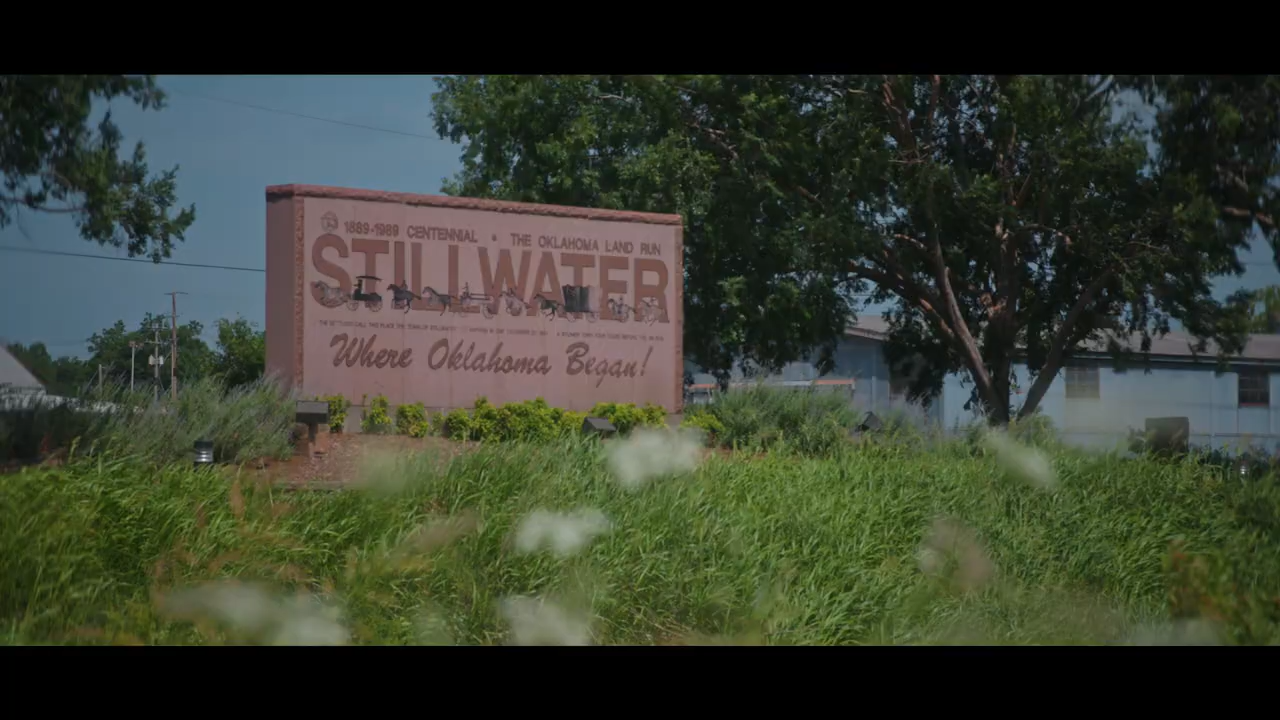 1889-1989 CENTENNIAL • THE OKLAHOMA LAND RUN
STILLWATER
Where Oklahoma Began!